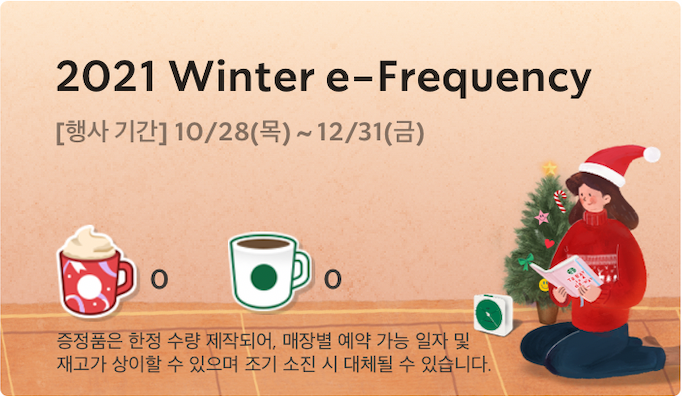 2021 Winter e-Frequency
[행사 기간] 10/28(목) ~ 12/31(금)
0
0
증정품은 한정 수량 제작되어, 매장별 예약 가능 일자 및
재고가 상이할 수 있으며 조기 소진 시 대체될 수 있습니다.